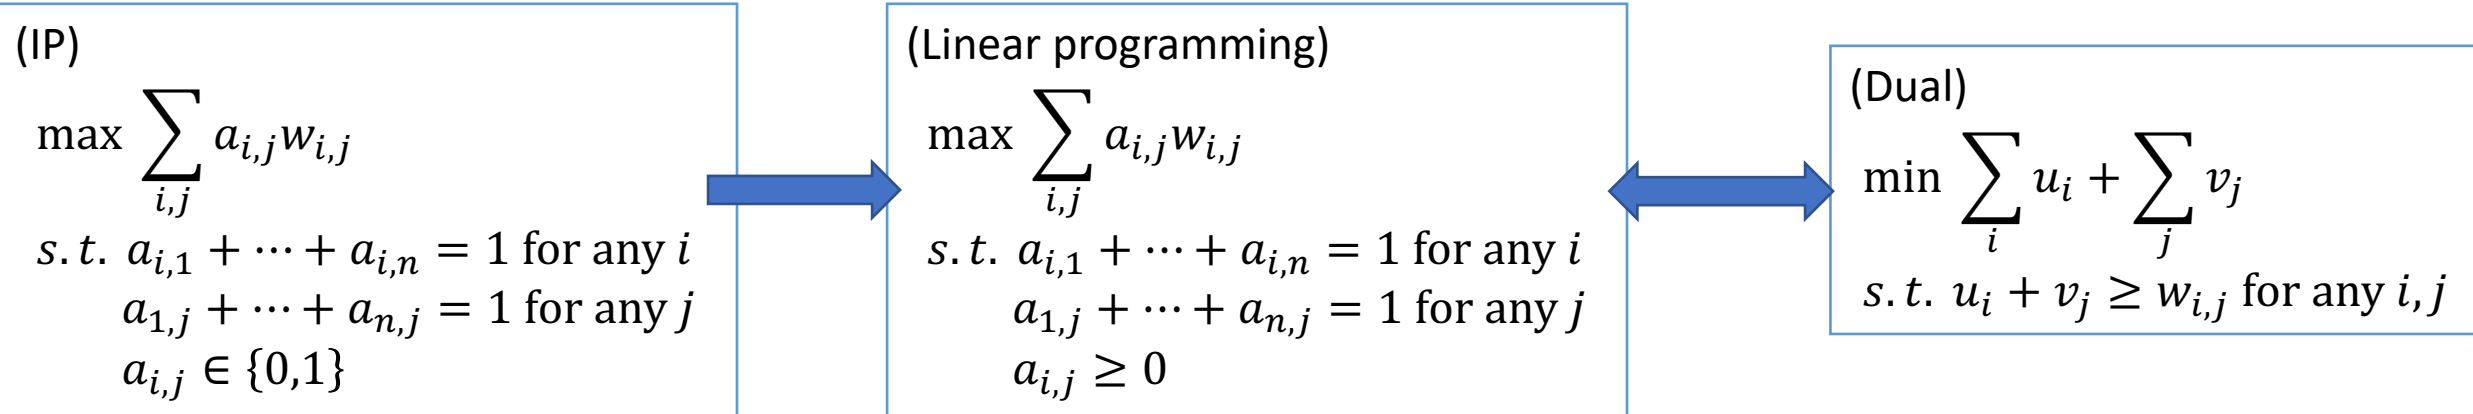 (IP)
max ∑_{i,j} a_{i,j}w_{i,j}
s.t. a_{i,1} + ⋯ + a_{i,n} = 1 for any i
a_{1,j} + ⋯ + a_{n,j} = 1 for any j
a_{i,j} ∈ {0,1}
(Linear programming)
max ∑_{i,j} a_{i,j}w_{i,j}
s.t. a_{i,1} + ⋯ + a_{i,n} = 1 for any i
a_{1,j} + ⋯ + a_{n,j} = 1 for any j
a_{i,j} ≥ 0
(Dual)
min ∑_i u_i + ∑_j v_j
s.t. u_i + v_j ≥ w_{i,j} for any i,j